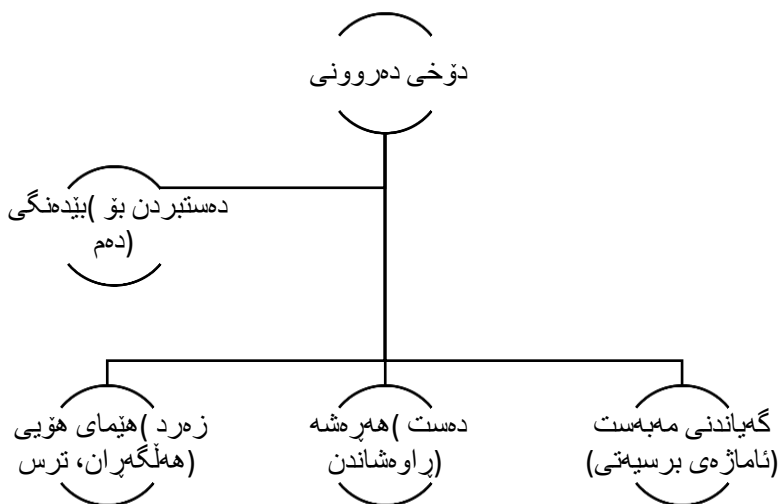 دۆخی دەروونی
بێدەنگی (دەستبردن بۆ
دەم)
گەیاندنی مەبەست
(ئاماژەی برسیەتی)
هەڕەشە (دەست
ڕاوەشاندن)
هێمای هۆیی (زەرد
هەڵگەڕان، ترس)